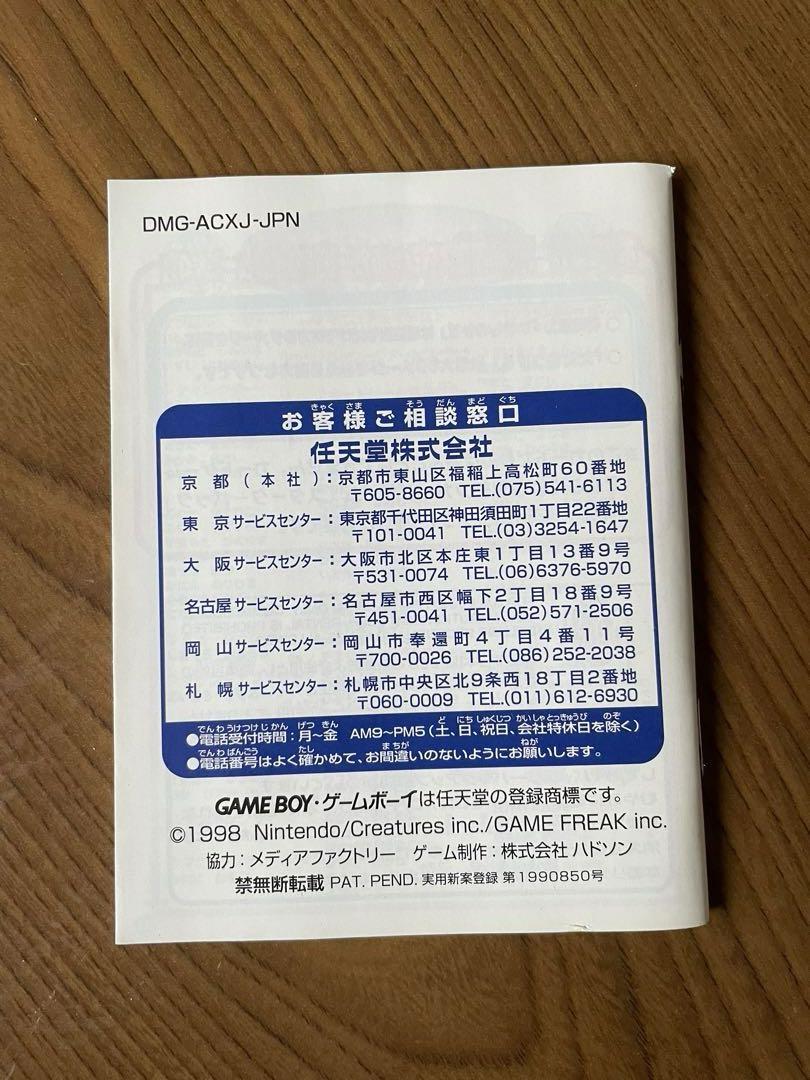 DMG-ACXJ-JPN
お客様ご相談窓口
任天堂株式会社
京都(本社):京都市東山区福稲上高松町60番地
〒605-8660 TEL.(075)541-6113
東京サービスセンター:東京都千代田区神田須田町1丁目22番地
〒101-0041 TEL.(03)3254-1647
大阪サービスセンター:大阪市北区本庄東1丁目13番9号
〒531-0074 TEL.(06)6376-5970
名古屋サービスセンター:名古屋市西区幅下2丁目18番9号
〒451-0041 TEL.(052)571-2506
岡山サービスセンター:岡山市奉還町4丁目4番11号
〒700-0026 TEL.(086)252-2038
札幌サービスセンター:札幌市中央区北9条西18丁目2番地
〒060-0009 TEL.(011)612-6930
●電話受付時間:月〜金 AM9〜PM5(土、日、祝日、会社特休日を除く)
●電話番号はよく確かめて、お間違いのないようにお願いします。
GAME BOY・ゲームボーイは任天堂の登録商標です。
©1998 Nintendo/Creatures inc./GAME FREAK inc.
協力:メディアファクトリー ゲーム制作:株式会社 ハドソン
禁無断転載 PAT. PEND. 実用新案登録 第1990850号